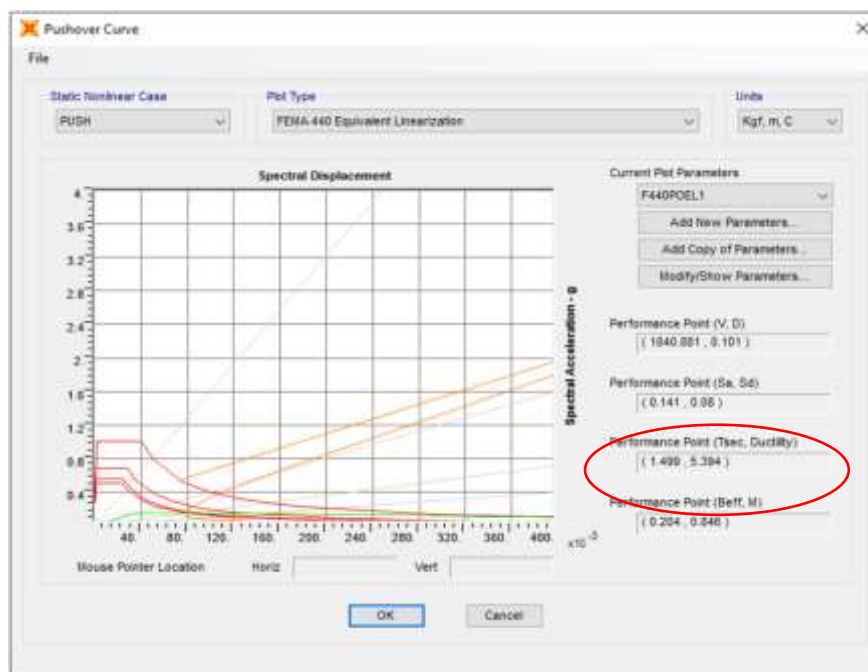 Pushover Curve
File
Static Nonlinear Case
Plot Type
Units
PUSH
FEMA-440 Equivalent Linearization
Kgf, m, C
Spectral Displacement
Current Plot Parameters
F440POEL1
Add New Parameters...
Add Copy of Parameters...
Modify/Show Parameters...
4.
3.6
3.2
2.8
2.4
2.
1.6
1.2
0.8
0.4
Spectral Acceleration - g
Performance Point (V, D)
( 1840.881 , 0.101 )
Performance Point (Sa, Sd)
( 0.141 , 0.08 )
Performance Point (Tsec, Ductility)
( 1.499 , 5.394 )
Performance Point (Beff, M)
( 0.204 , 0.846 )
40. 80. 120. 160. 200. 240. 280. 320. 360. 400. x10 -3
Mouse Pointer Location
Horiz
Vert
OK
Cancel